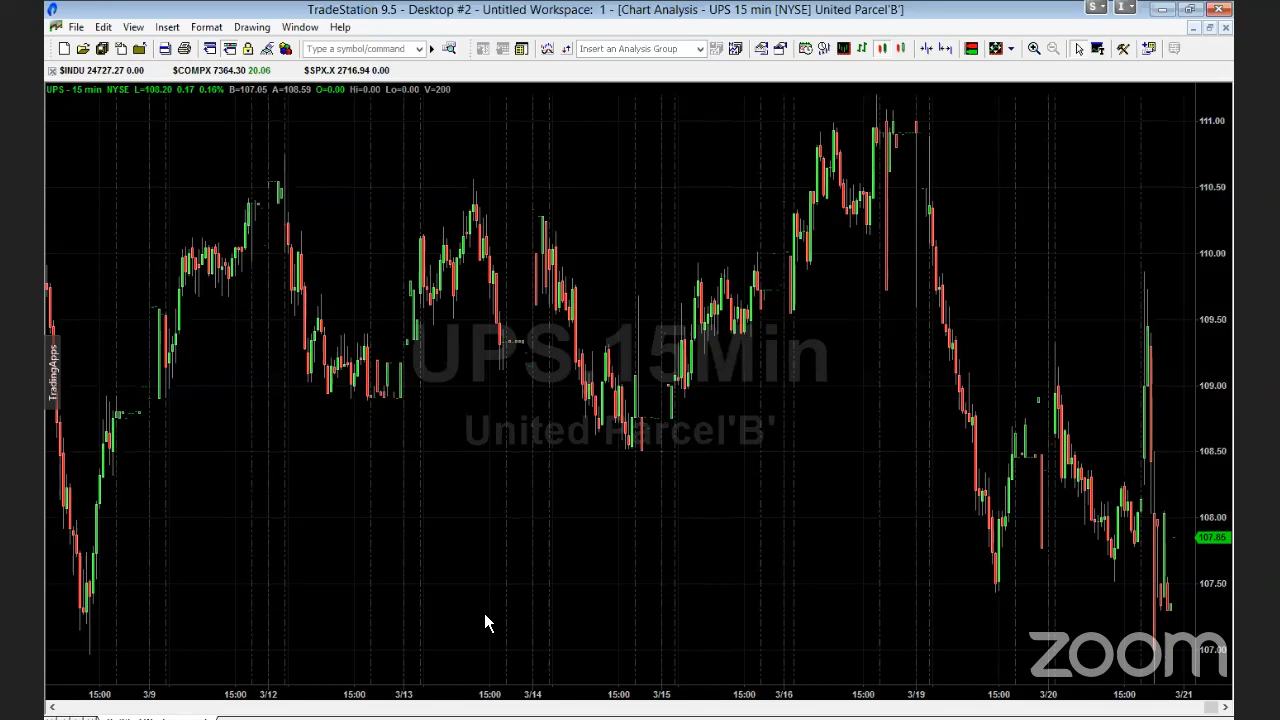 TradeStation 9.5 - Desktop #2 - Untitled Workspace: 1 - [Chart Analysis - UPS 15 min [NYSE] United Parcel'B']
S I
File Edit View Insert Format Drawing Window Help
Type a symbol/command Insert an Analysis Group
$INDU 24727.27 0.00 $COMPX 7364.30 20.06 $SPX.X 2716.94 0.00
UPS - 15 min NYSE L=108.20 0.17 0.16% B=107.05 A=108.59 O=0.00 Hi=0.00 Lo=0.00 V=200
111.00
110.50
110.00
109.50
UPS 15Min
TradingApps
109.00
United Parcel'B'
108.50
108.00
107.85
107.50
107.00
zoom
15:00 3/9 15:00 3/12 15:00 3/13 15:00 3/14 15:00 3/15 15:00 3/16 15:00 3/19 15:00 3/20 15:00 3/21